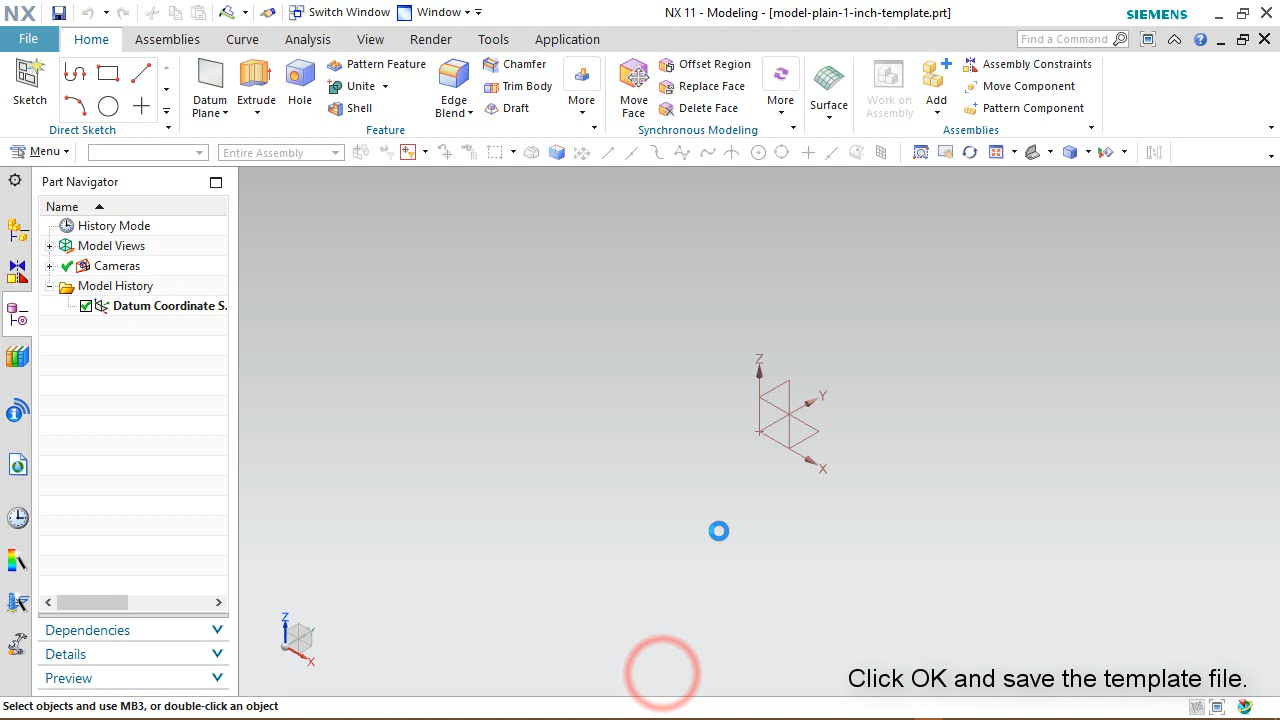 NX
Switch Window
Window
NX 11 - Modeling - [model-plain-1-inch-template.prt]
SIEMENS
File
Home
Assemblies
Curve
Analysis
View
Render
Tools
Application
Find a Command
Sketch
Direct Sketch
Datum
Plane
Extrude
Hole
Pattern Feature
Unite
Shell
Edge
Blend
Chamfer
Trim Body
Draft
More
Feature
Move
Face
Offset Region
Replace Face
Delete Face
More
Synchronous Modeling
Surface
Work on
Assembly
Add
Assembly Constraints
Move Component
Pattern Component
Assemblies
Menu
Entire Assembly
Part Navigator
Name
History Mode
Model Views
Cameras
Model History
Datum Coordinate S.
Z
Y
X
Z
Y
X
Dependencies
Details
Preview
Click OK and save the template file.
Select objects and use MB3, or double-click an object